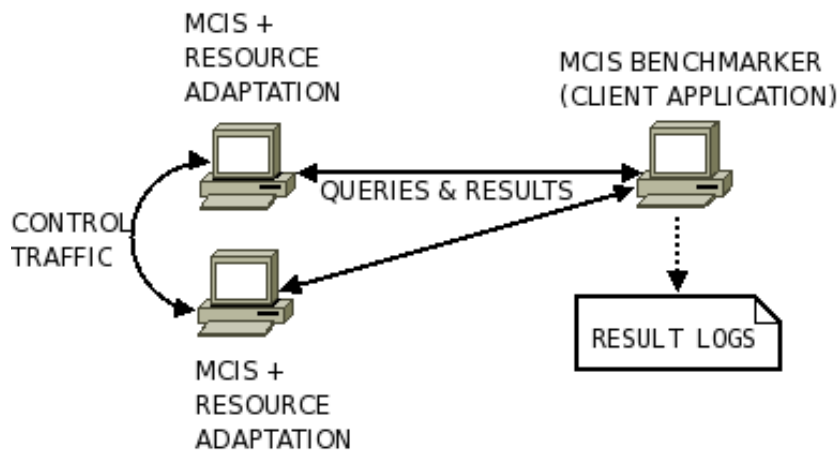 MCIS +
RESOURCE
ADAPTATION
MCIS BENCHMARKER
(CLIENT APPLICATION)
QUERIES & RESULTS
CONTROL
TRAFFIC
RESULT LOGS
MCIS +
RESOURCE
ADAPTATION